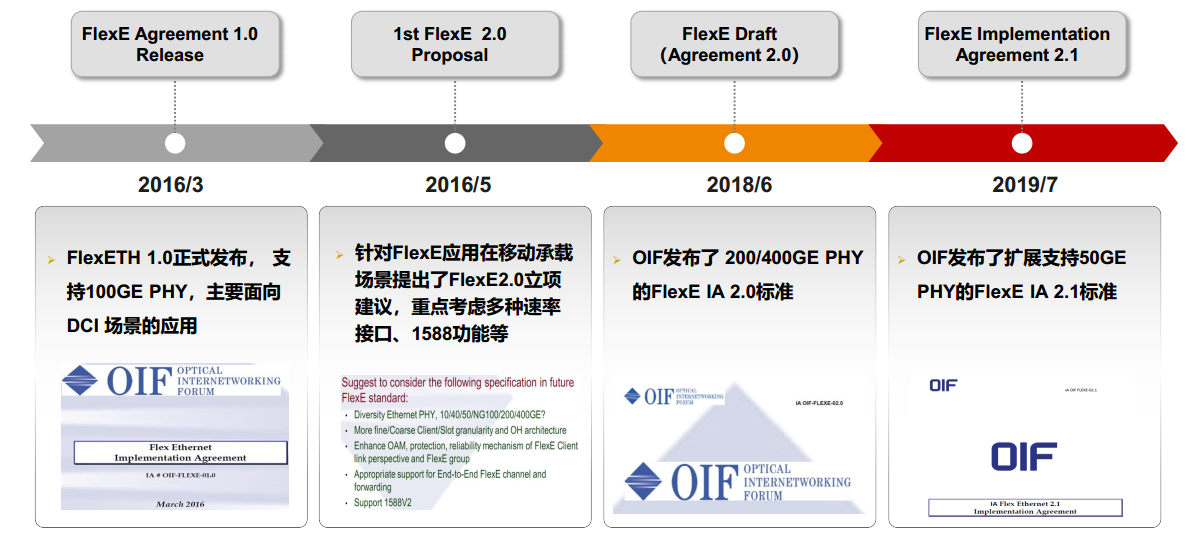 FlexE Agreement 1.0
Release
1st FlexE 2.0
Proposal
FlexE Draft
（Agreement 2.0）
FlexE Implementation
Agreement 2.1
2016/3
2016/5
2018/6
2019/7
FlexETH 1.0正式发布， 支
持100GE PHY，主要面向
DCI 场景的应用
OIF
OPTICAL
INTERNETWORKING
FORUM
Flex Ethernet
Implementation Agreement
IA # OIF-FLEXE-01.0
March 2016
针对FlexE应用在移动承载
场景提出了FlexE2.0立项
建议，重点考虑多种速率
接口、1588功能等
Suggest to consider the following specification in future
FlexE standard:
• Diversity Ethernet PHY, 10/40/50/NG100/200/400GE?
• More fine/Coarse Client/Slot granularity and OH architecture
• Enhance OAM, protection, reliability mechanism of FlexE Client
link perspective and FlexE group
• Appropriate support for End-to-End FlexE channel and
forwarding
• Support 1588V2
OIF发布了 200/400GE PHY
的FlexE IA 2.0标准
OIF
OPTICAL
INTERNETWORKING
FORUM
IA OIF-FLEXE-02.0
OIF
OPTICAL
INTERNETWORKING
FORUM
OIF发布了扩展支持50GE
PHY的FlexE IA 2.1标准
OIF
IA OIF FLEXE-02.1
OIF
IA Flex Ethernet 2.1
Implementation Agreement